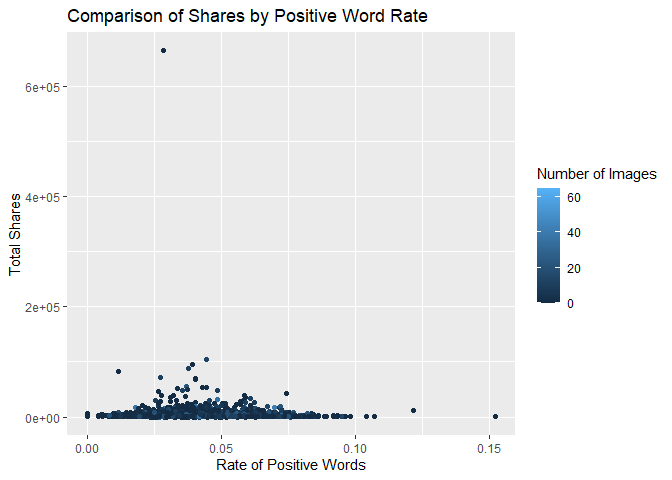 Comparison of Shares by Positive Word Rate
Total Shares
6e+05
4e+05
2e+05
0e+00
0.00 0.05 0.10 0.15
Rate of Positive Words
Number of Images
60
40
20
0